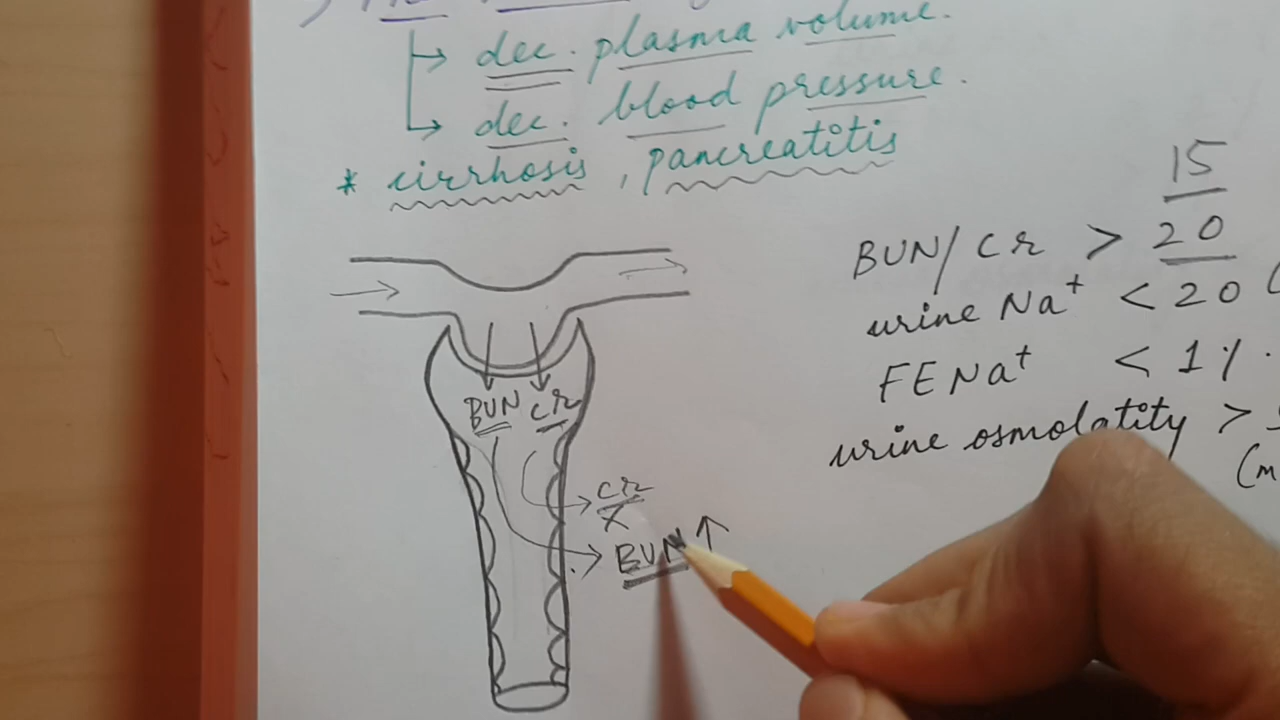 dec. plasma volume.
dec. blood pressure.
* cirrhosis, pancreatitis
15
BUN/Cr > 20
urine Na+ < 20 (
FENa+ < 1%.
urine osmolatity >
(m
BUN Cr
Cr
X
BUN ↑